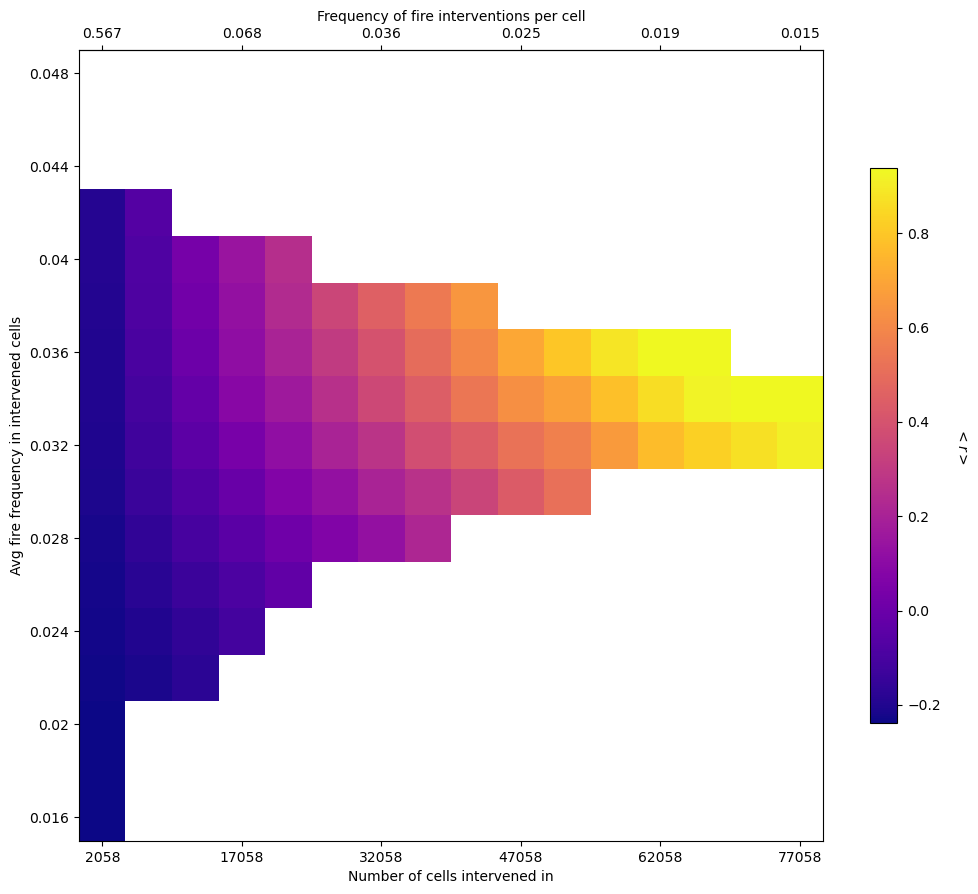 Frequency of fire interventions per cell
0.567 0.068 0.036 0.025 0.019 0.015
0.048
0.044
0.04
0.036
0.032
0.028
0.024
0.02
0.016
Avg fire frequency in intervened cells
2058 17058 32058 47058 62058 77058
Number of cells intervened in
0.8
0.6
0.4
0.2
0.0
−0.2
< r >